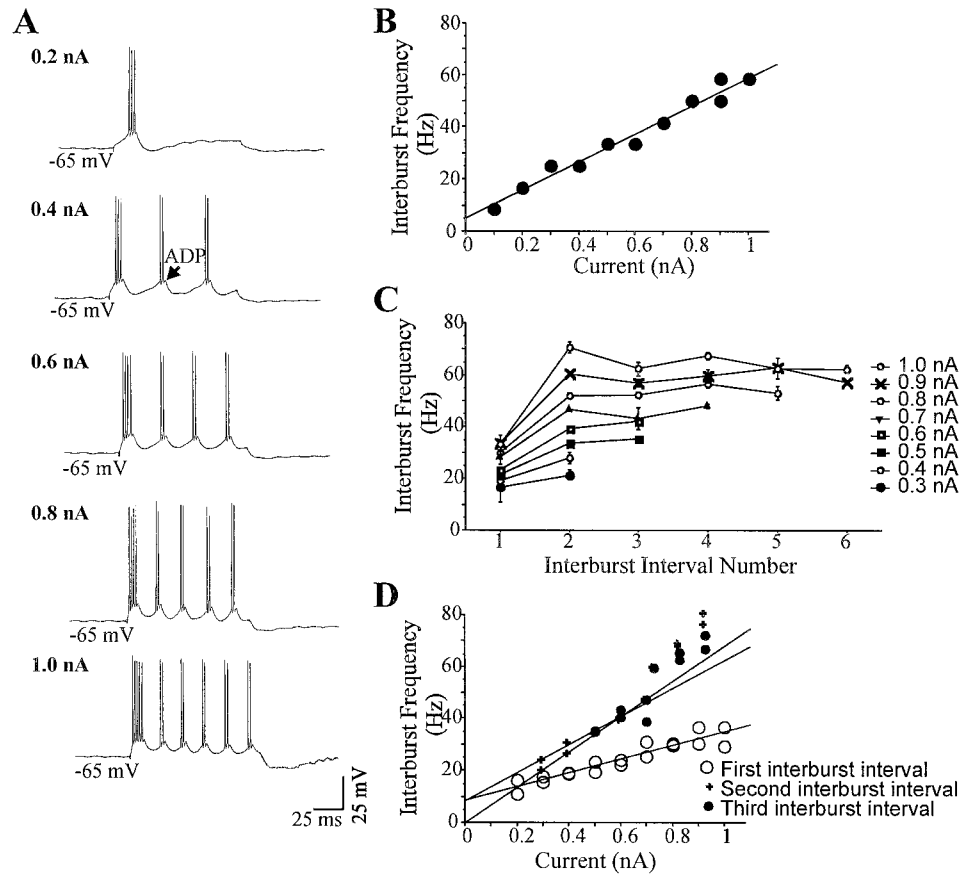 A
0.2 nA
-65 mV
0.4 nA
ADP
-65 mV
0.6 nA
-65 mV
0.8 nA
-65 mV
1.0 nA
-65 mV
25 mV
25 ms
B
Interburst Frequency
(Hz)
80
60
40
20
0
0 0.2 0.4 0.6 0.8 1
Current (nA)
C
Interburst Frequency
(Hz)
80
60
40
20
0
1 2 3 4 5 6
Interburst Interval Number
1.0 nA
0.9 nA
0.8 nA
0.7 nA
0.6 nA
0.5 nA
0.4 nA
0.3 nA
D
Interburst Frequency
(Hz)
80
60
40
20
0
0 0.2 0.4 0.6 0.8 1
Current (nA)
First interburst interval
Second interburst interval
Third interburst interval